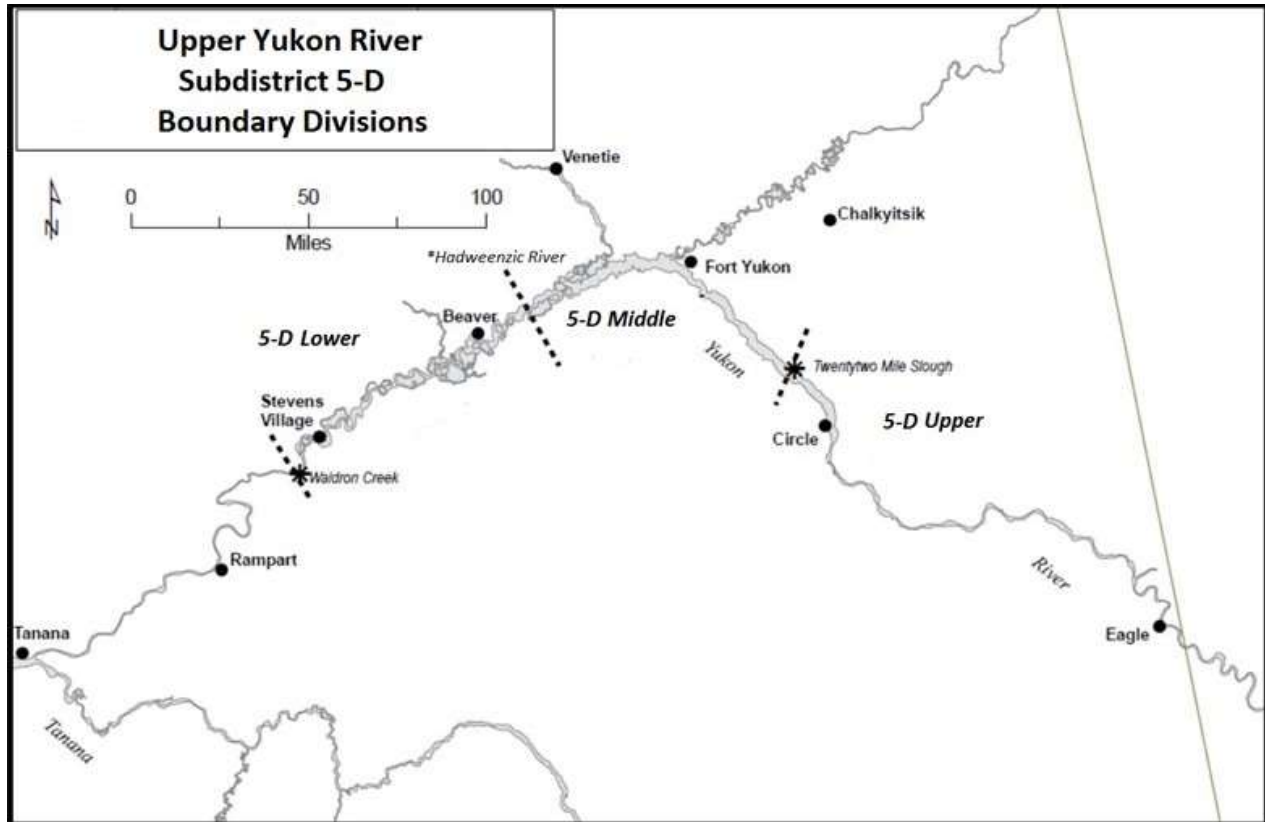 Upper Yukon River
Subdistrict 5-D
Boundary Divisions
Venetie
0 50 100
Miles
N
Chalkyitsik
*Hadweenzic River
Fort Yukon
Beaver
5-D Middle
5-D Lower
Yukon
Twentytwo Mile Slough
Stevens
Village
5-D Upper
Circle
Waldron Creek
Rampart
River
Tanana
Eagle
Tanana